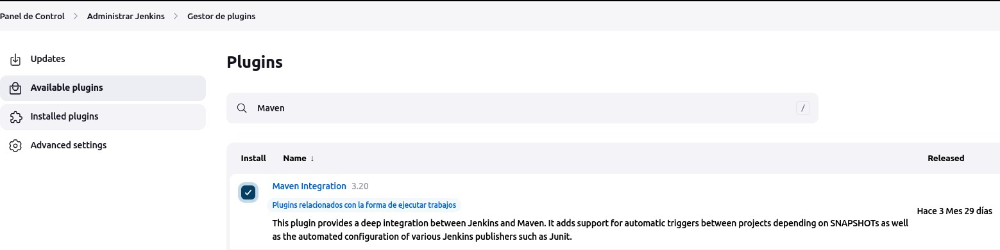 Panel de Control > Administrar Jenkins > Gestor de plugins
Updates
Available plugins
Installed plugins
Advanced settings
Plugins
Maven /
Install Name ↓ Released
Maven Integration 3.20
Plugins relacionados con la forma de ejecutar trabajos
Hace 3 Mes 29 días
This plugin provides a deep integration between Jenkins and Maven. It adds support for automatic triggers between projects depending on SNAPSHOTs as well
as the automated configuration of various Jenkins publishers such as Junit.